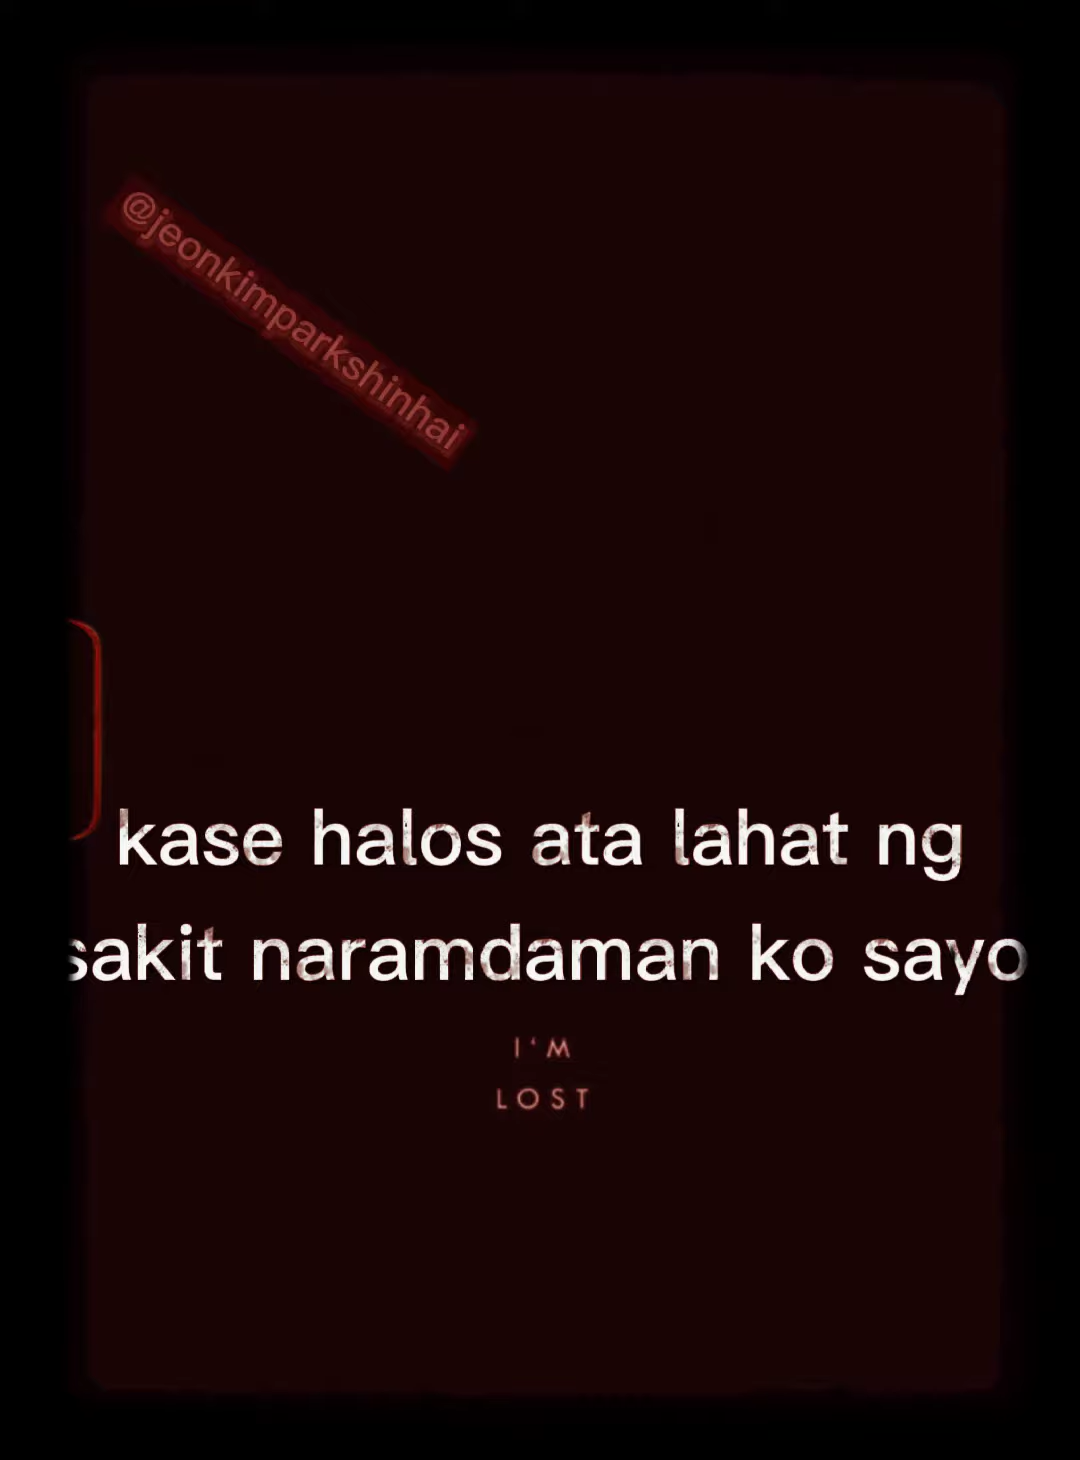 @jeonkimparkshinhai
kase halos ata lahat ng
sakit naramdaman ko sayo
I'M
LOST